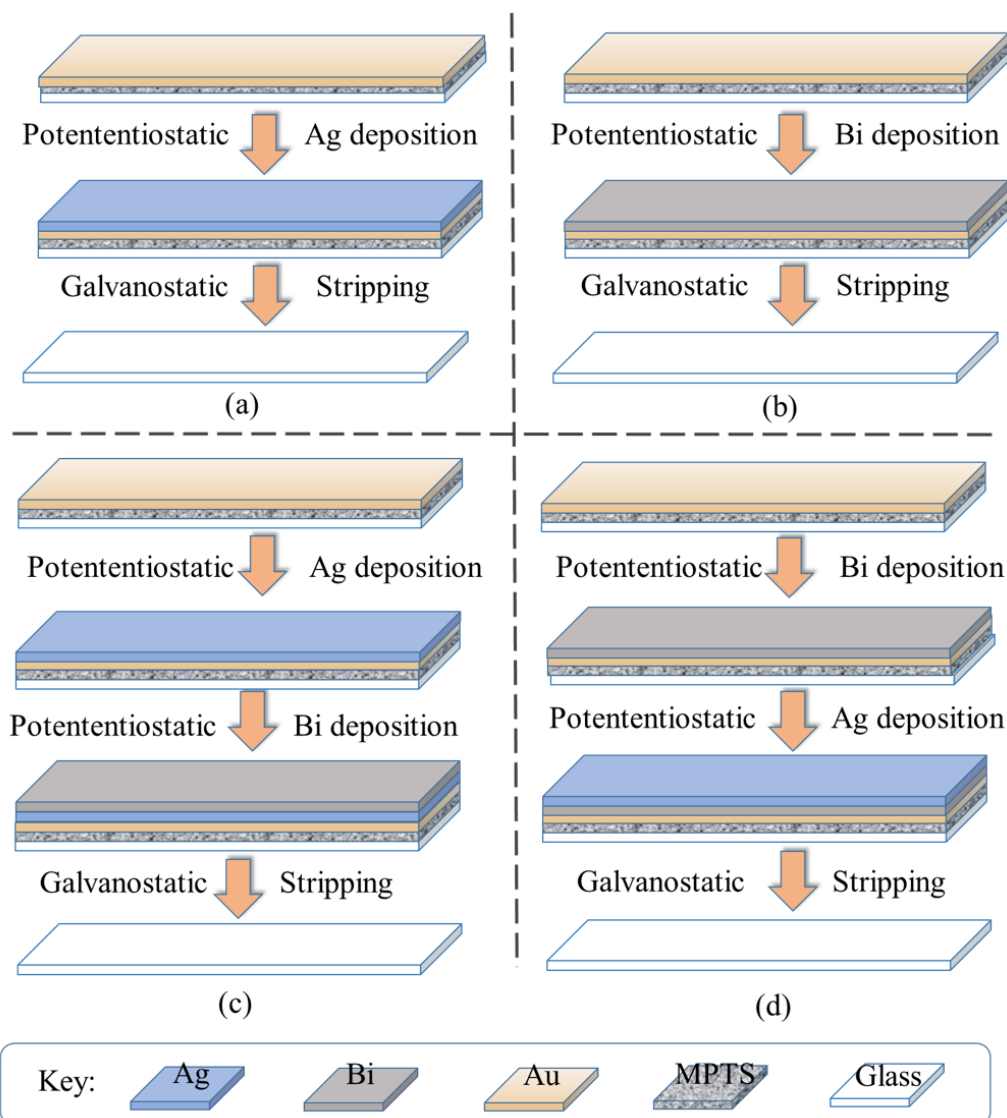 Potententiostatic Ag deposition
Galvanostatic Stripping
(a)
Potententiostatic Bi deposition
Galvanostatic Stripping
(b)
Potententiostatic Ag deposition
Potententiostatic Bi deposition
Galvanostatic Stripping
(c)
Potententiostatic Bi deposition
Potententiostatic Ag deposition
Galvanostatic Stripping
(d)
Key: Ag Bi Au MPTS Glass